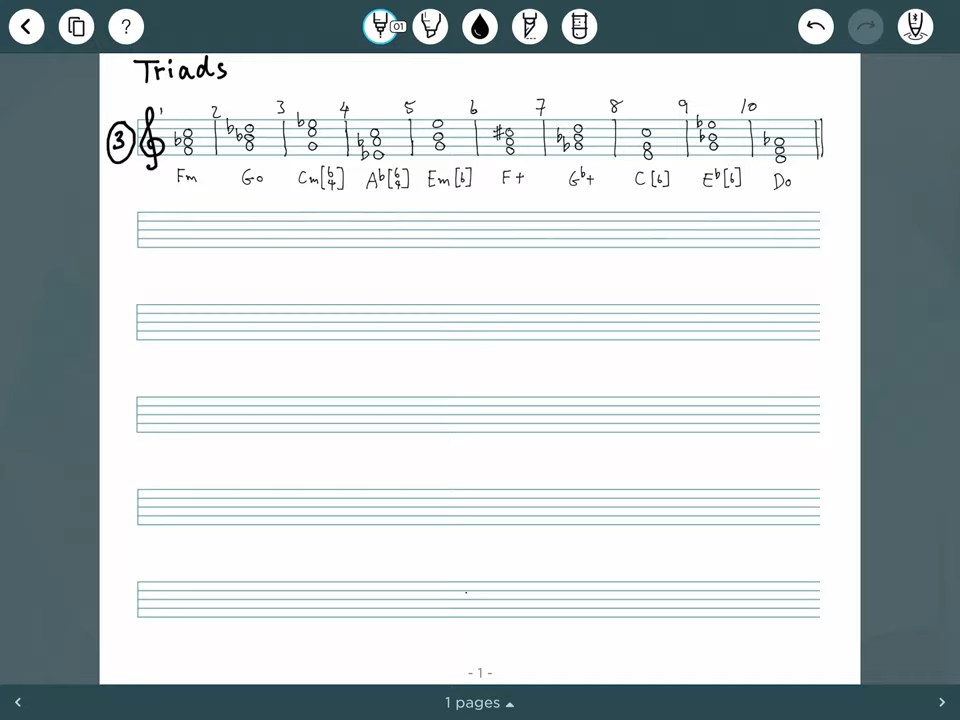 01
Triads
1 2 3 4 5 6 7 8 9 10
3
Fm Go Cm[6 4] A♭[6 4] Em[6] F+ G♭+ C[6] E♭[6] Do
- 1 -
1 pages